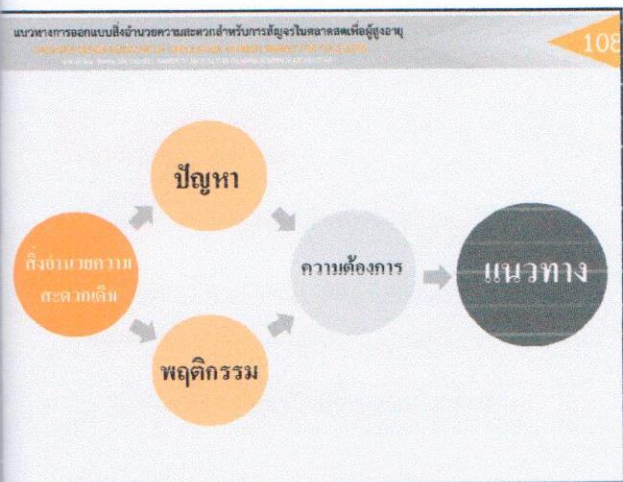 แนวทางการออกแบบสิ่งอำนวยความสะดวกสำหรับการสัญจรในตลาดสดเพื่อผู้สูงอายุ
108
ปัญหา
สิ่งอำนวยความ
สะดวกเดิม
ความต้องการ
แนวทาง
พฤติกรรม